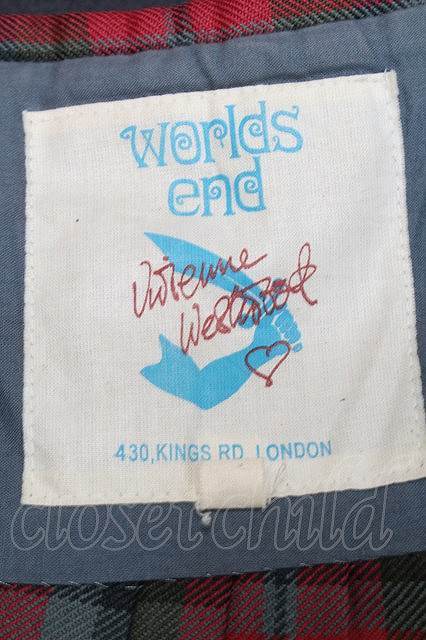 worlds
end
Vivienne
Westwood
430, KINGS RD. LONDON
closet child